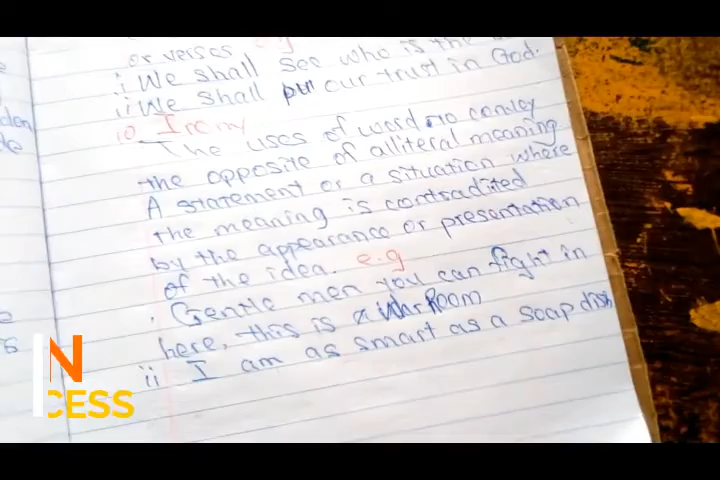 or verses e.g
i We shall see who is the
ii We shall put our trust in God.
10 Irony
The uses of word to convey
the opposite of alliteral meaning.
A statement or a situation where
the meaning is contradited
by the appearance or presentation
of the idea. e.g
. Gentle men you can fight in
here, this is a War Room
ii I am as smart as a soap dish
N
CESS